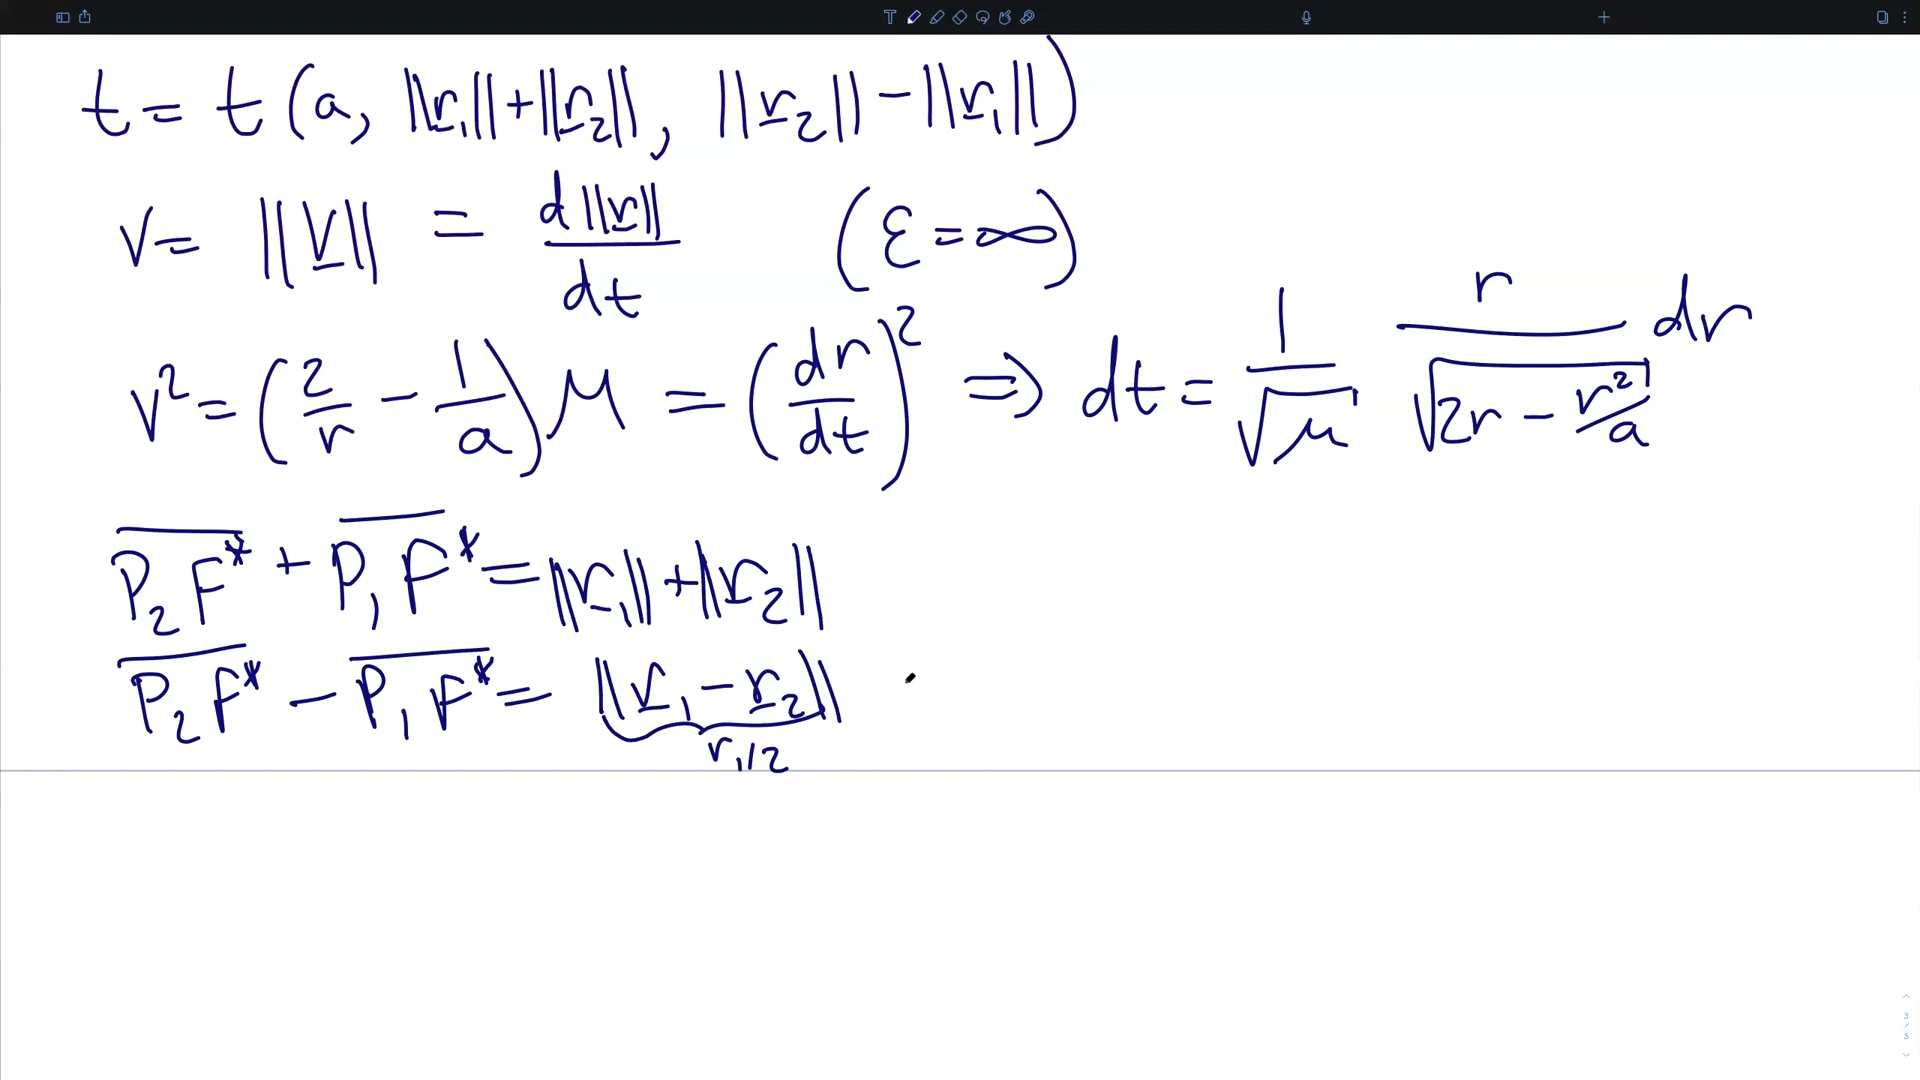 t = t (a, ||r₁||+||r₂||, ||r₂||-||r₁||)
v = ||v|| = d||r||/dt (ε=∞)
v² = (2/r - 1/a)μ = (dr/dt)² ⇒ dt = 1/√μ r/√(2r - r²/a) dr
P₂F* + P₁F* = ||r₁||+||r₂||
P₂F* - P₁F* = ||r₁-r₂||
r₁/₂
3
/